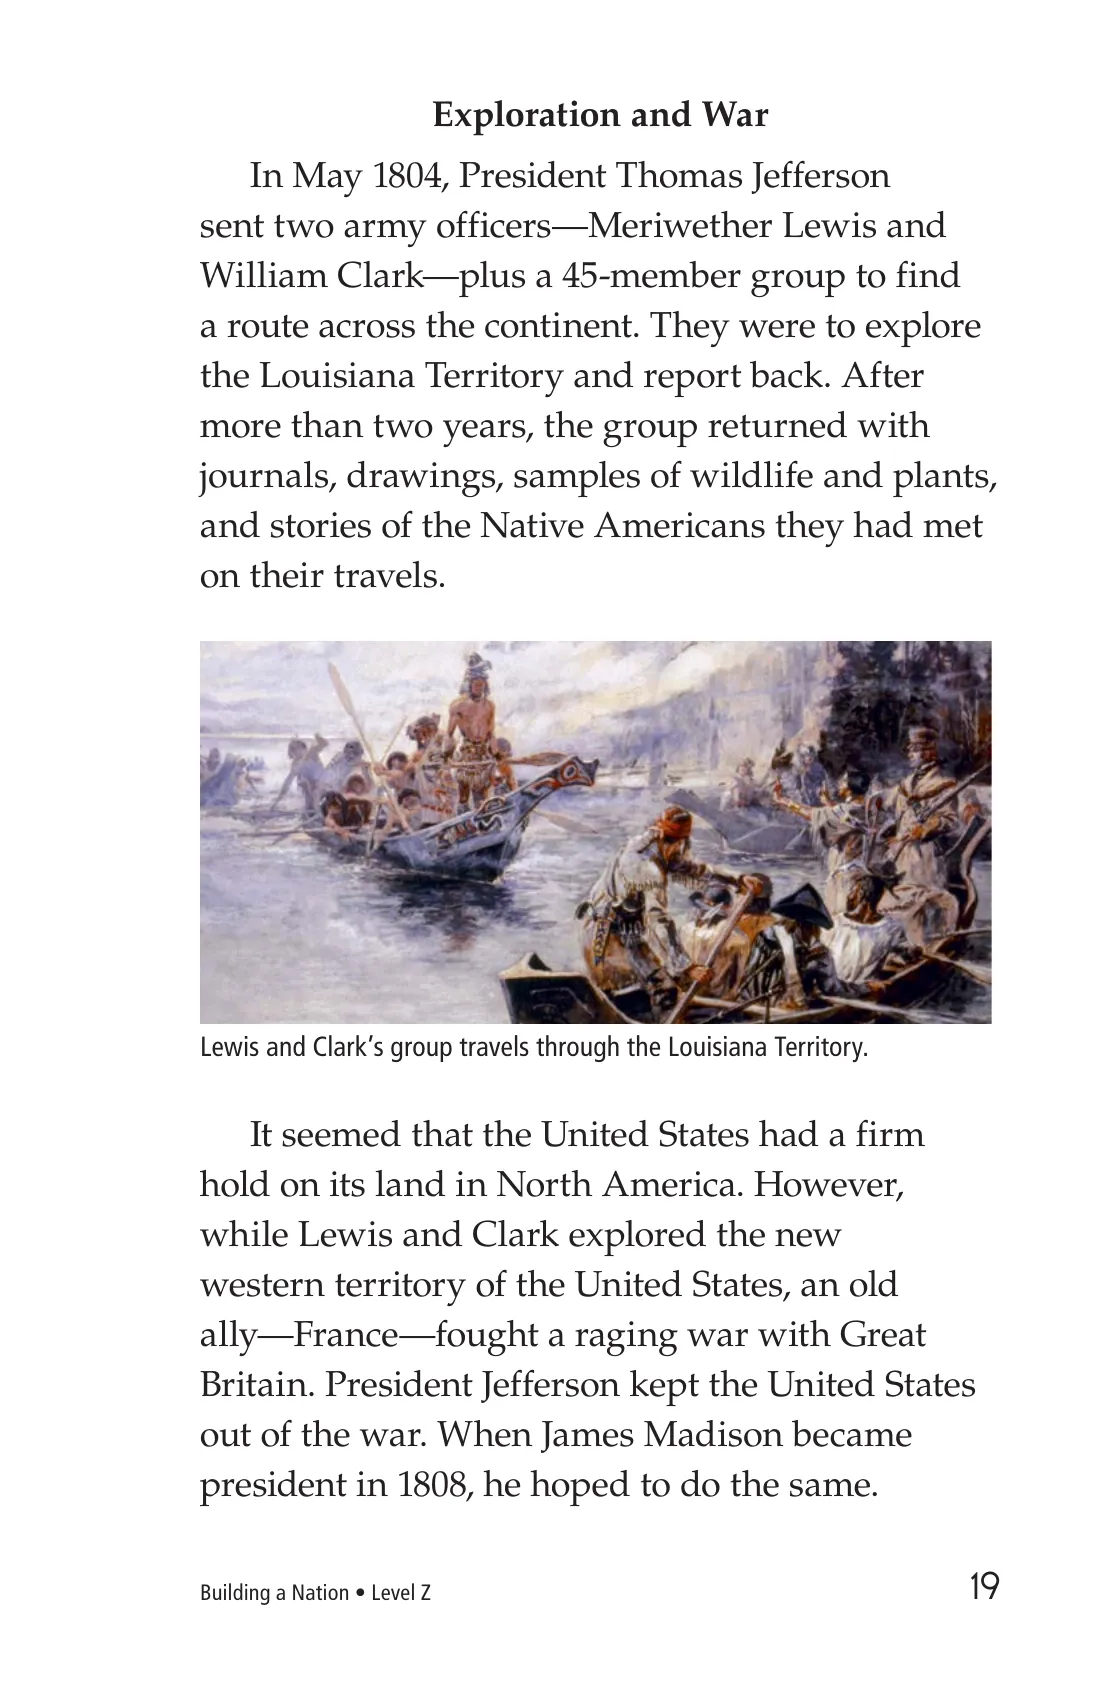 Exploration and War
In May 1804, President Thomas Jefferson
sent two army officers—Meriwether Lewis and
William Clark—plus a 45-member group to find
a route across the continent. They were to explore
the Louisiana Territory and report back. After
more than two years, the group returned with
journals, drawings, samples of wildlife and plants,
and stories of the Native Americans they had met
on their travels.
Lewis and Clark’s group travels through the Louisiana Territory.
It seemed that the United States had a firm
hold on its land in North America. However,
while Lewis and Clark explored the new
western territory of the United States, an old
ally—France—fought a raging war with Great
Britain. President Jefferson kept the United States
out of the war. When James Madison became
president in 1808, he hoped to do the same.
Building a Nation • Level Z
19